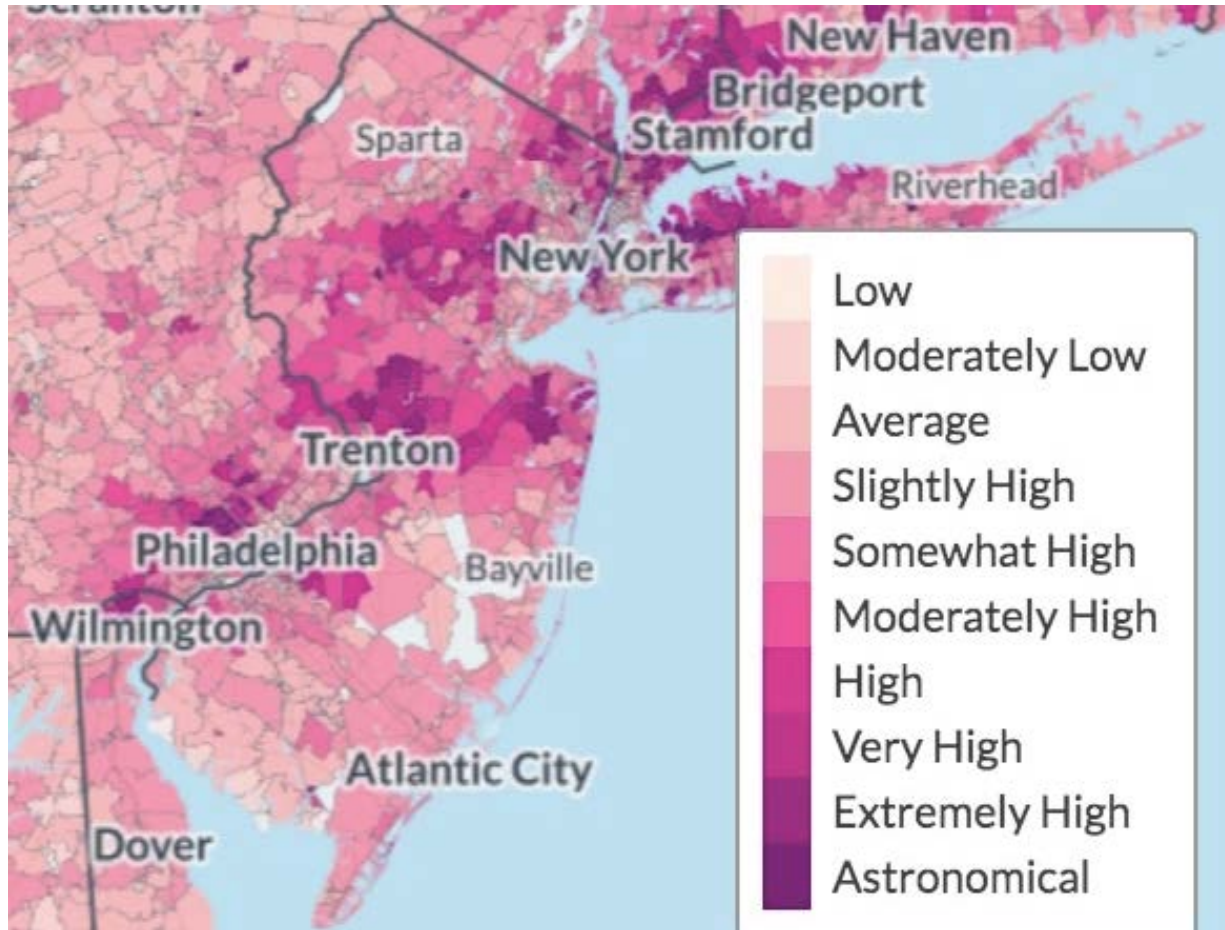 Scranton
New Haven
Bridgeport
Stamford
Sparta
Riverhead
New York
Trenton
Philadelphia
Bayville
Wilmington
Atlantic City
Dover
Low
Moderately Low
Average
Slightly High
Somewhat High
Moderately High
High
Very High
Extremely High
Astronomical